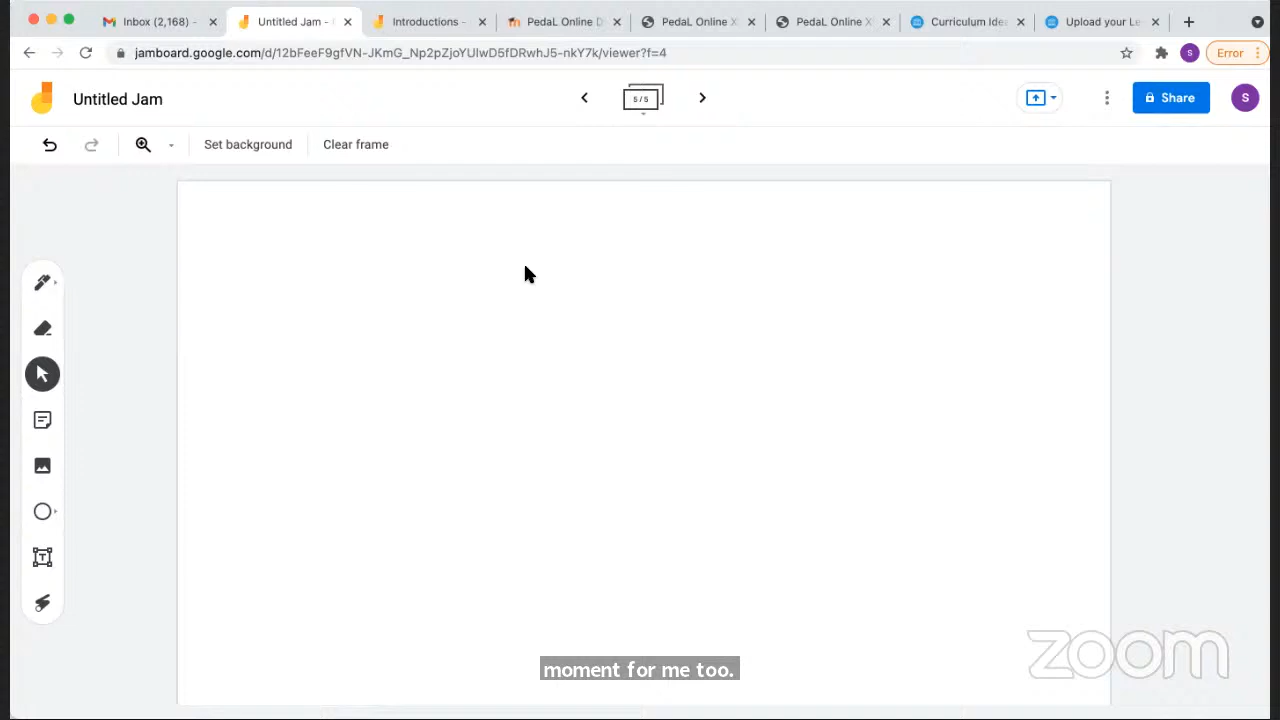 Inbox (2,168) -
Untitled Jam -
Introductions -
PedaL Online D
PedaL Online X
PedaL Online X
Curriculum Idea
Upload your Le
jamboard.google.com/d/12bFeeF9gfVN-JKmG_Np2pZjoYUlwD5fDRwhJ5-nkY7k/viewer?f=4
S
Error
Untitled Jam
5 / 5
Share
S
Set background
Clear frame
moment for me too.
zoom